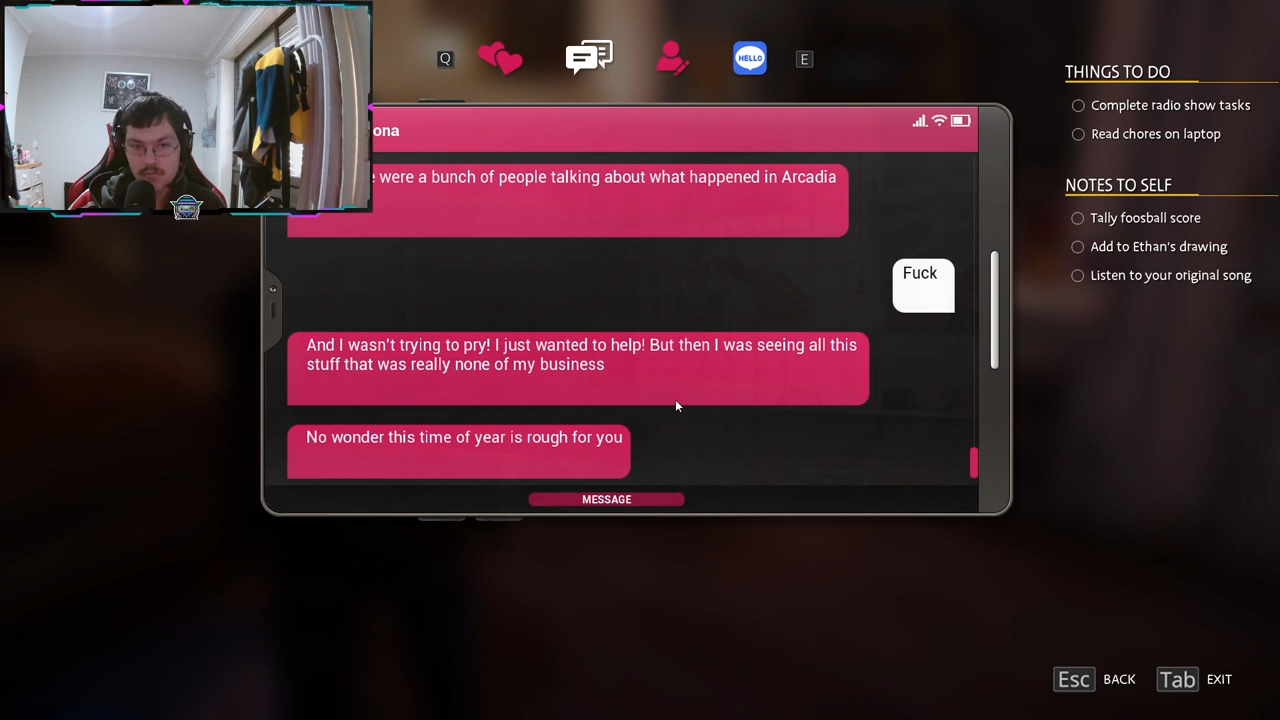 Q
HELLO
E
ona
were a bunch of people talking about what happened in Arcadia
Fuck
And I wasn't trying to pry! I just wanted to help! But then I was seeing all this
stuff that was really none of my business
No wonder this time of year is rough for you
MESSAGE
THINGS TO DO
Complete radio show tasks
Read chores on laptop
NOTES TO SELF
Tally foosball score
Add to Ethan's drawing
Listen to your original song
Esc BACK Tab EXIT